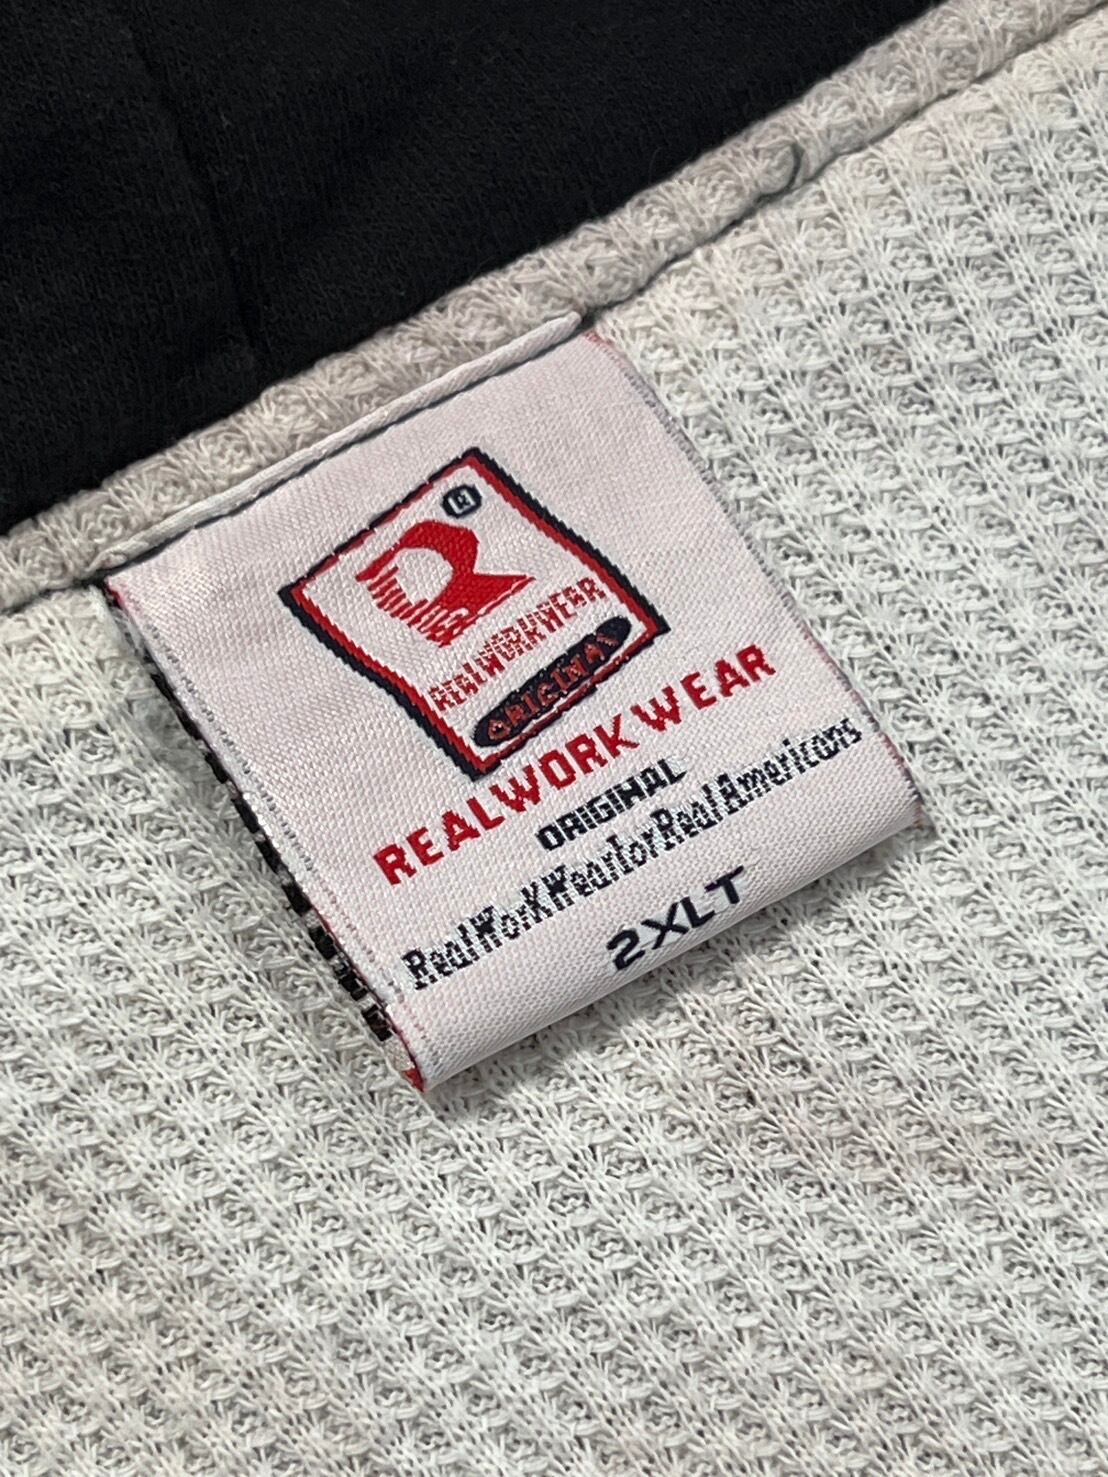 R
®
REALWORKWEAR
ORIGINAL
REALWORKWEAR
ORIGINAL
RealWorKWearforRealAmericans
2XLT